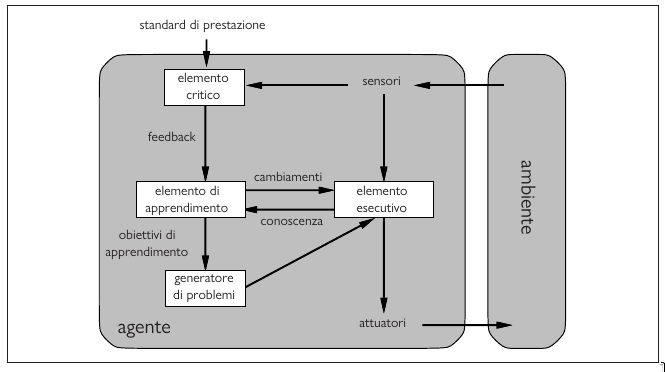 standard di prestazione
elemento
critico
sensori
feedback
cambiamenti
elemento di
apprendimento
elemento
esecutivo
conoscenza
obiettivi di
apprendimento
generatore
di problemi
agente
attuatori
ambiente